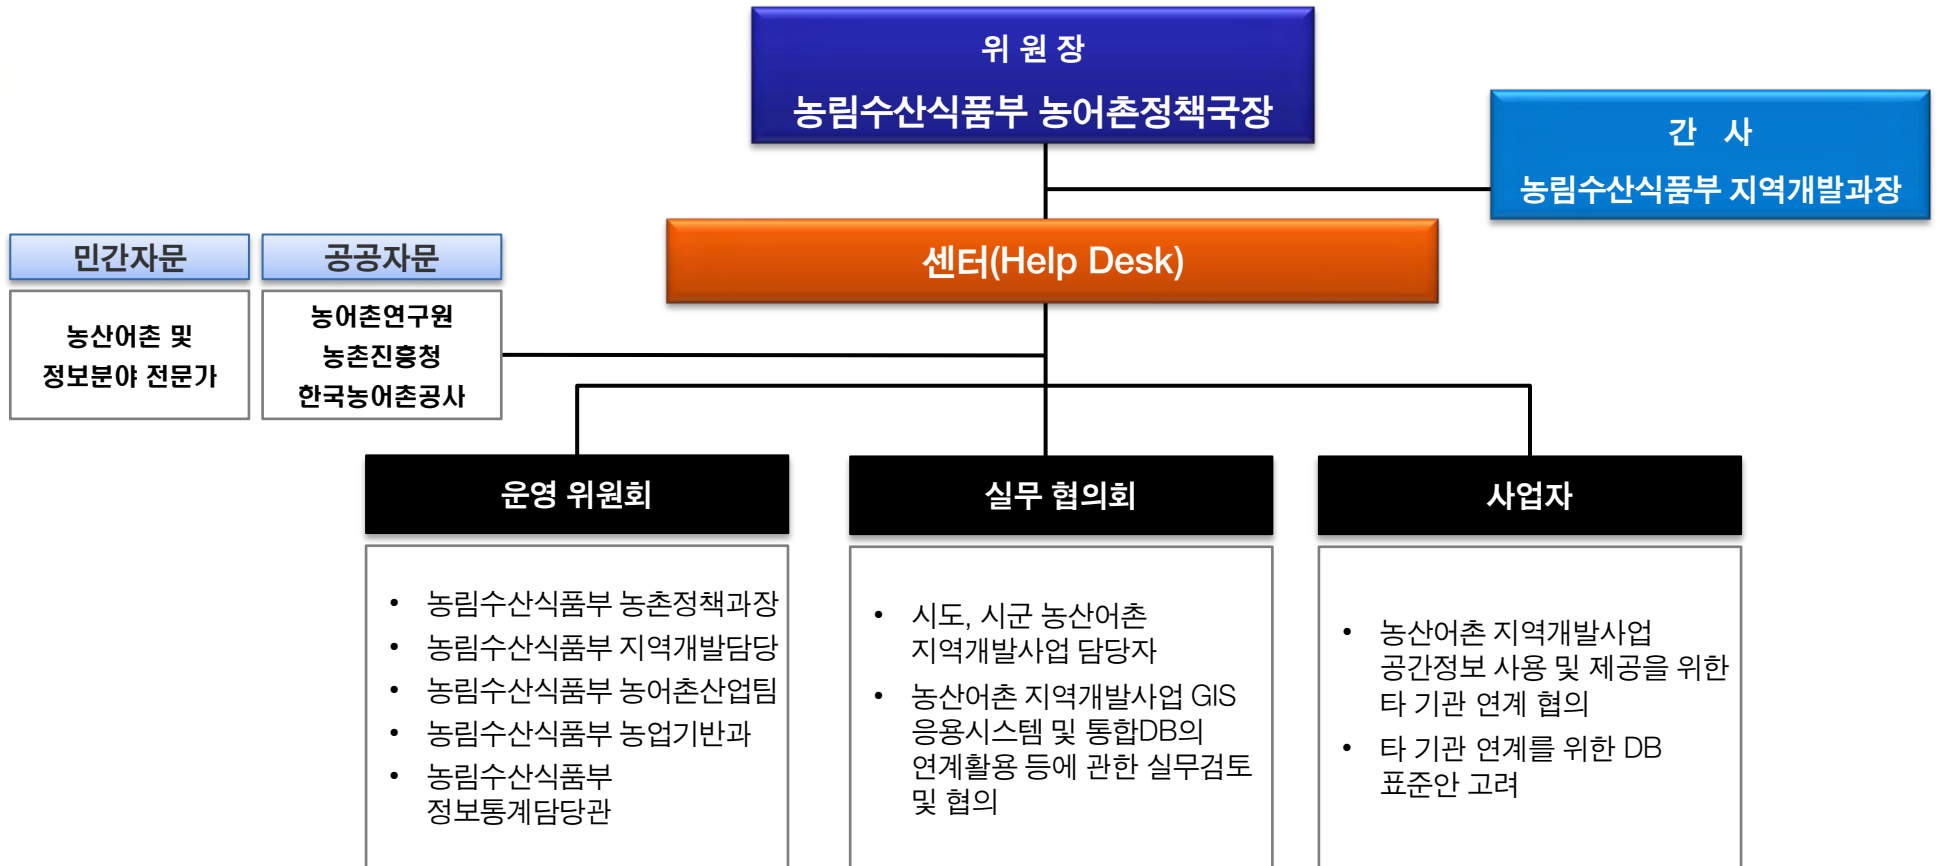 위 원 장
농림수산식품부 농어촌정책국장
간 사
농림수산식품부 지역개발과장
센터(Help Desk)
민간자문
농산어촌 및
정보분야 전문가
공공자문
농어촌연구원
농촌진흥청
한국농어촌공사
운영 위원회
• 농림수산식품부 농촌정책과장
• 농림수산식품부 지역개발담당
• 농림수산식품부 농어촌산업팀
• 농림수산식품부 농업기반과
• 농림수산식품부
정보통계담당관
실무 협의회
• 시도, 시군 농산어촌
지역개발사업 담당자
• 농산어촌 지역개발사업 GIS
응용시스템 및 통합DB의
연계활용 등에 관한 실무검토
및 협의
사업자
• 농산어촌 지역개발사업
공간정보 사용 및 제공을 위한
타 기관 연계 협의
• 타 기관 연계를 위한 DB
표준안 고려